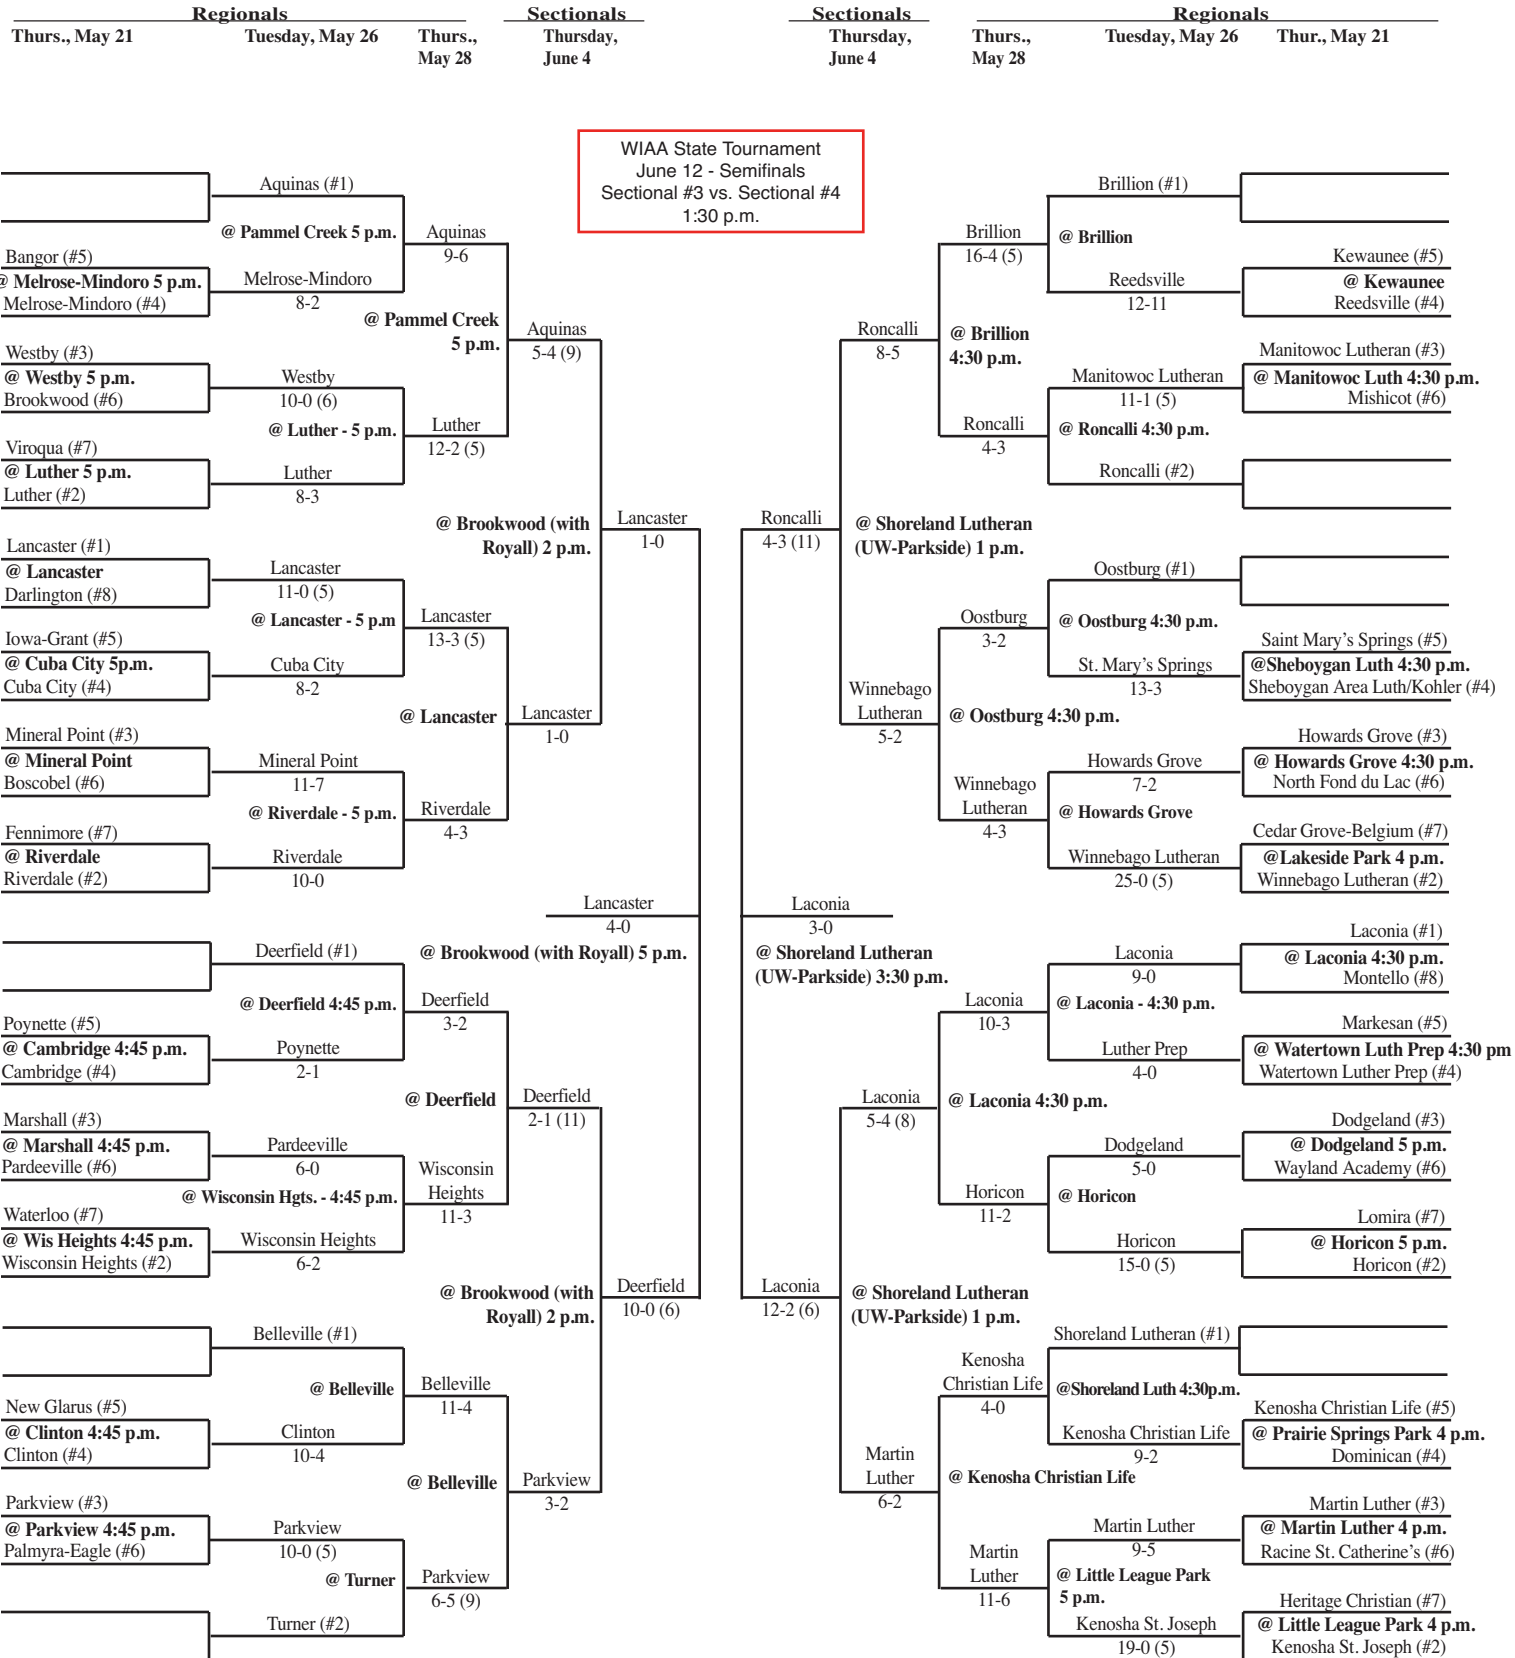 Regionals
Sectionals
Sectionals
Regionals
Thurs., May 21
Tuesday, May 26
Thurs.,
May 28
Thursday,
June 4
Thursday,
June 4
Thurs.,
May 28
Tuesday, May 26
Thur., May 21
WIAA State Tournament
June 12 - Semifinals
Sectional #3 vs. Sectional #4
1:30 p.m.
Bangor (#5)
@ Melrose-Mindoro 5 p.m.
Melrose-Mindoro (#4)
Westby (#3)
@ Westby 5 p.m.
Brookwood (#6)
Viroqua (#7)
@ Luther 5 p.m.
Luther (#2)
Lancaster (#1)
@ Lancaster
Darlington (#8)
Iowa-Grant (#5)
@ Cuba City 5p.m.
Cuba City (#4)
Mineral Point (#3)
@ Mineral Point
Boscobel (#6)
Fennimore (#7)
@ Riverdale
Riverdale (#2)
Poynette (#5)
@ Cambridge 4:45 p.m.
Cambridge (#4)
Marshall (#3)
@ Marshall 4:45 p.m.
Pardeeville (#6)
Waterloo (#7)
@ Wis Heights 4:45 p.m.
Wisconsin Heights (#2)
New Glarus (#5)
@ Clinton 4:45 p.m.
Clinton (#4)
Parkview (#3)
@ Parkview 4:45 p.m.
Palmyra-Eagle (#6)
Aquinas (#1)
@ Pammel Creek 5 p.m.
Melrose-Mindoro
8-2
Westby
10-0 (6)
@ Luther - 5 p.m.
Luther
8-3
Lancaster
11-0 (5)
@ Lancaster - 5 p.m
Cuba City
8-2
Mineral Point
11-7
@ Riverdale - 5 p.m.
Riverdale
10-0
Deerfield (#1)
@ Deerfield 4:45 p.m.
Poynette
2-1
Pardeeville
6-0
@ Wisconsin Hgts. - 4:45 p.m.
Wisconsin Heights
6-2
Belleville (#1)
@ Belleville
Clinton
10-4
Parkview
10-0 (5)
@ Turner
Turner (#2)
Aquinas
9-6
@ Pammel Creek
5 p.m.
Luther
12-2 (5)
Lancaster
13-3 (5)
@ Lancaster
Riverdale
4-3
Deerfield
3-2
@ Deerfield
Wisconsin
Heights
11-3
Belleville
11-4
@ Belleville
Parkview
6-5 (9)
Aquinas
5-4 (9)
@ Brookwood (with
Royall) 2 p.m.
Lancaster
1-0
Deerfield
2-1 (11)
@ Brookwood (with
Royall) 2 p.m.
Parkview
3-2
Lancaster
1-0
Lancaster
4-0
@ Brookwood (with Royall) 5 p.m.
Deerfield
10-0 (6)
Roncalli
4-3 (11)
Laconia
3-0
@ Shoreland Lutheran
(UW-Parkside) 3:30 p.m.
Laconia
12-2 (6)
Roncalli
8-5
@ Shoreland Lutheran
(UW-Parkside) 1 p.m.
Winnebago
Lutheran
5-2
Laconia
5-4 (8)
@ Shoreland Lutheran
(UW-Parkside) 1 p.m.
Martin
Luther
6-2
Brillion
16-4 (5)
@ Brillion
4:30 p.m.
Roncalli
4-3
Oostburg
3-2
@ Oostburg 4:30 p.m.
Winnebago
Lutheran
4-3
Laconia
10-3
@ Laconia 4:30 p.m.
Horicon
11-2
Kenosha
Christian Life
4-0
@ Kenosha Christian Life
Martin
Luther
11-6
Brillion (#1)
@ Brillion
Reedsville
12-11
Manitowoc Lutheran
11-1 (5)
@ Roncalli 4:30 p.m.
Roncalli (#2)
Oostburg (#1)
@ Oostburg 4:30 p.m.
St. Mary's Springs
13-3
Howards Grove
7-2
@ Howards Grove
Winnebago Lutheran
25-0 (5)
Laconia
9-0
@ Laconia - 4:30 p.m.
Luther Prep
4-0
Dodgeland
5-0
@ Horicon
Horicon
15-0 (5)
Shoreland Lutheran (#1)
@Shoreland Luth 4:30p.m.
Kenosha Christian Life
9-2
Martin Luther
9-5
@ Little League Park
5 p.m.
Kenosha St. Joseph
19-0 (5)
Kewaunee (#5)
@ Kewaunee
Reedsville (#4)
Manitowoc Lutheran (#3)
@ Manitowoc Luth 4:30 p.m.
Mishicot (#6)
Saint Mary's Springs (#5)
@Sheboygan Luth 4:30 p.m.
Sheboygan Area Luth/Kohler (#4)
Howards Grove (#3)
@ Howards Grove 4:30 p.m.
North Fond du Lac (#6)
Cedar Grove-Belgium (#7)
@Lakeside Park 4 p.m.
Winnebago Lutheran (#2)
Laconia (#1)
@ Laconia 4:30 p.m.
Montello (#8)
Markesan (#5)
@ Watertown Luth Prep 4:30 pm
Watertown Luther Prep (#4)
Dodgeland (#3)
@ Dodgeland 5 p.m.
Wayland Academy (#6)
Lomira (#7)
@ Horicon 5 p.m.
Horicon (#2)
Kenosha Christian Life (#5)
@ Prairie Springs Park 4 p.m.
Dominican (#4)
Martin Luther (#3)
@ Martin Luther 4 p.m.
Racine St. Catherine's (#6)
Heritage Christian (#7)
@ Little League Park 4 p.m.
Kenosha St. Joseph (#2)